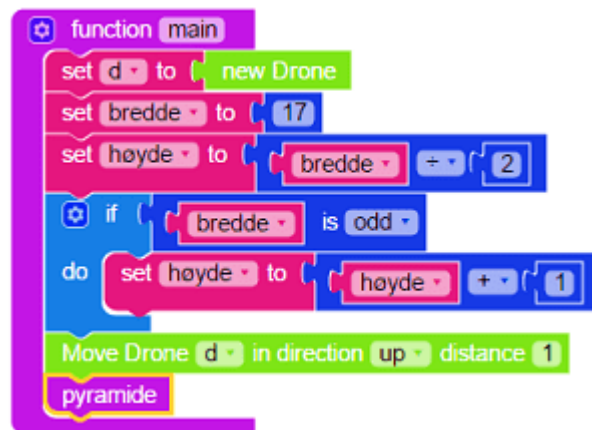 function main
set d to new Drone
set bredde to 17
set høyde to bredde ÷ 2
if bredde is odd
do set høyde to høyde + 1
Move Drone d in direction up distance 1
pyramide